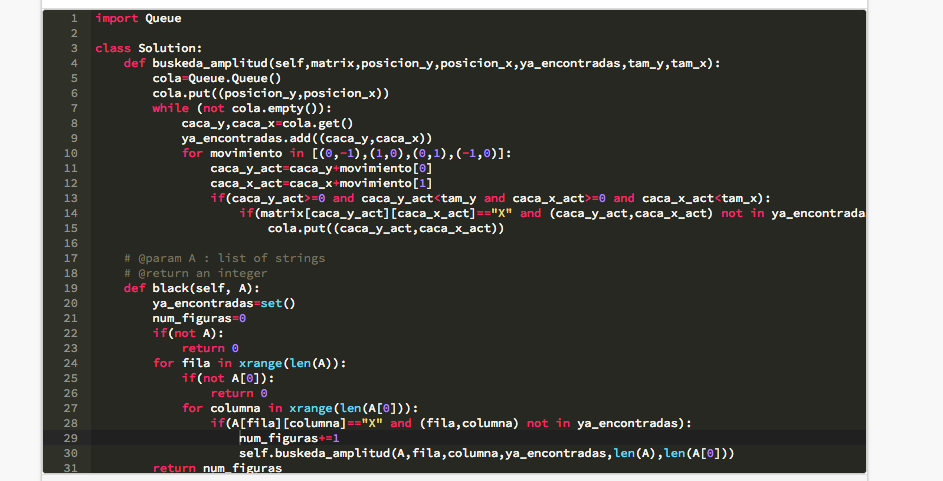 1 import Queue
2
3 class Solution:
4 def buskeda_amplitud(self,matrix,posicion_y,posicion_x,ya_encontradas,tam_y,tam_x):
5 cola=Queue.Queue()
6 cola.put((posicion_y,posicion_x))
7 while (not cola.empty()):
8 caca_y,caca_x=cola.get()
9 ya_encontradas.add((caca_y,caca_x))
10 for movimiento in [(0,-1),(1,0),(0,1),(-1,0)]:
11 caca_y_act=caca_y+movimiento[0]
12 caca_x_act=caca_x+movimiento[1]
13 if(caca_y_act>=0 and caca_y_act<tam_y and caca_x_act>=0 and caca_x_act<tam_x):
14 if(matrix[caca_y_act][caca_x_act]=="X" and (caca_y_act,caca_x_act) not in ya_encontrada
15 cola.put((caca_y_act,caca_x_act))
16
17 # @param A : list of strings
18 # @return an integer
19 def black(self, A):
20 ya_encontradas=set()
21 num_figuras=0
22 if(not A):
23 return 0
24 for fila in xrange(len(A)):
25 if(not A[0]):
26 return 0
27 for columna in xrange(len(A[0])):
28 if(A[fila][columna]=="X" and (fila,columna) not in ya_encontradas):
29 num_figuras+=1
30 self.buskeda_amplitud(A,fila,columna,ya_encontradas,len(A),len(A[0]))
31 return num_figuras